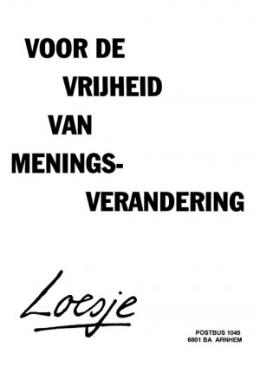 VOOR DE
VRIJHEID
VAN
MENINGS-
VERANDERING
Loesje
POSTBUS 1045
6801 BA ARNHEM